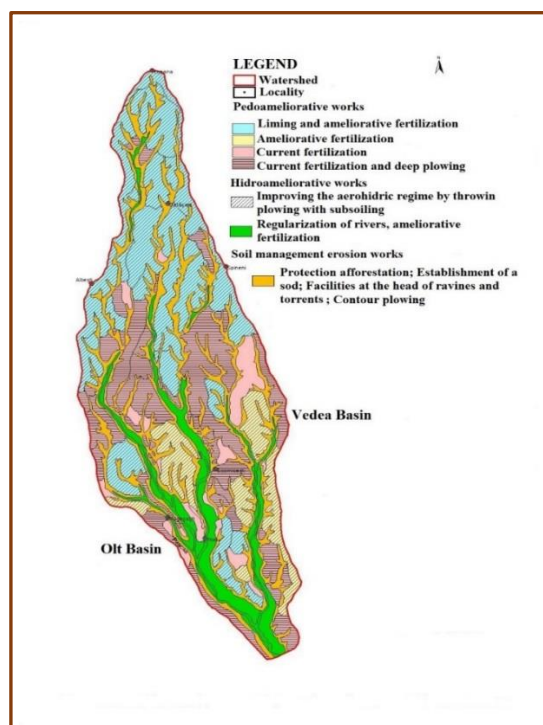 LEGEND
Watershed
Locality
Pedoameliorative works
Liming and ameliorative fertilization
Ameliorative fertilization
Current fertilization
Current fertilization and deep plowing
Hidroameliorative works
Improving the aerohidric regime by throwin
plowing with subsoiling
Regularization of rivers, ameliorative
fertilization
Soil management erosion works
Protection afforestation; Establishment of a
sod; Facilities at the head of ravines and
torrents ; Contour plowing
Vedea Basin
Olt Basin